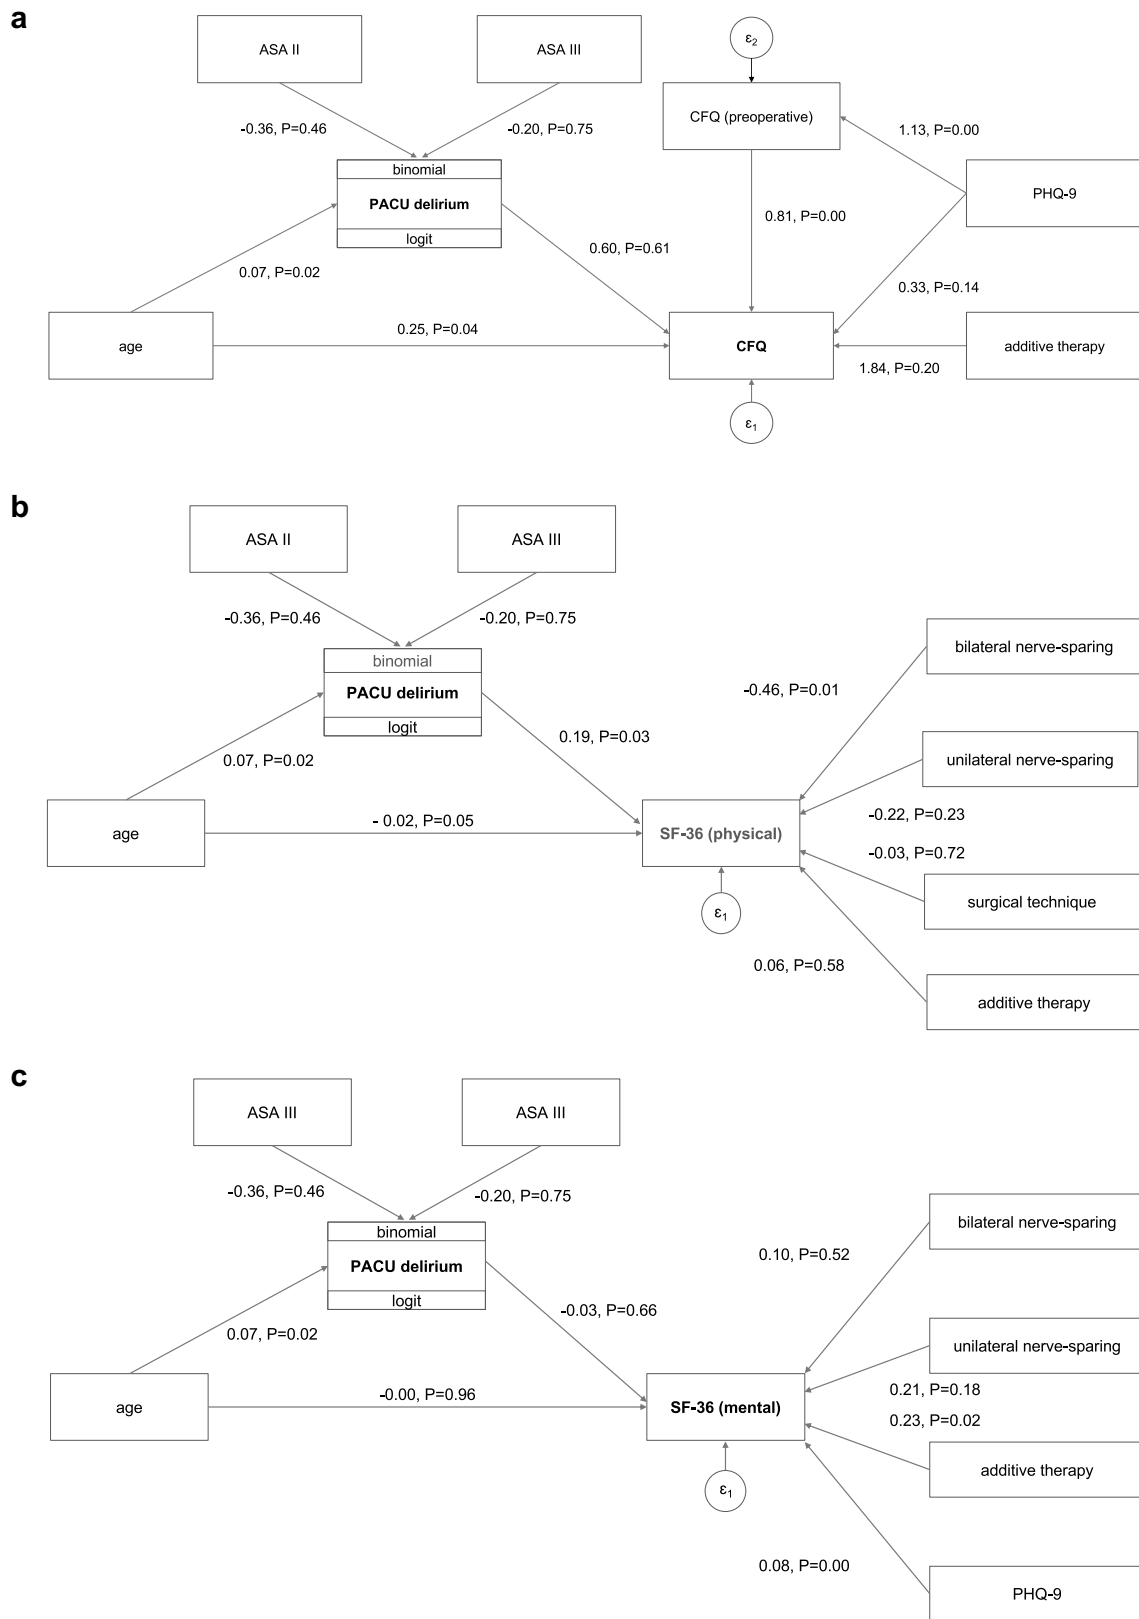 a
ASA II
ASA III
ε2
CFQ (preoperative)
-0.36, P=0.46
-0.20, P=0.75
1.13, P=0.00
binomial
PACU delirium
logit
PHQ-9
0.81, P=0.00
0.60, P=0.61
0.07, P=0.02
0.33, P=0.14
age
0.25, P=0.04
CFQ
additive therapy
1.84, P=0.20
ε1
b
ASA II
ASA III
-0.36, P=0.46
-0.20, P=0.75
bilateral nerve-sparing
binomial
PACU delirium
logit
-0.46, P=0.01
0.19, P=0.03
unilateral nerve-sparing
0.07, P=0.02
-0.22, P=0.23
age
- 0.02, P=0.05
SF-36 (physical)
-0.03, P=0.72
surgical technique
ε1
0.06, P=0.58
additive therapy
c
ASA III
ASA III
-0.36, P=0.46
-0.20, P=0.75
bilateral nerve-sparing
binomial
PACU delirium
logit
0.10, P=0.52
-0.03, P=0.66
0.07, P=0.02
unilateral nerve-sparing
0.21, P=0.18
age
-0.00, P=0.96
SF-36 (mental)
0.23, P=0.02
additive therapy
ε1
0.08, P=0.00
PHQ-9